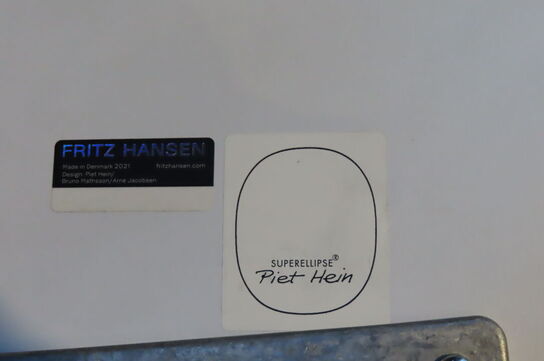 FRITZ HANSEN
Made in Denmark 2021 fritzhansen.com
Design: Piet Hein/
Bruno Mathsson/Arne Jacobsen
SUPERELLIPSE®
Piet Hein